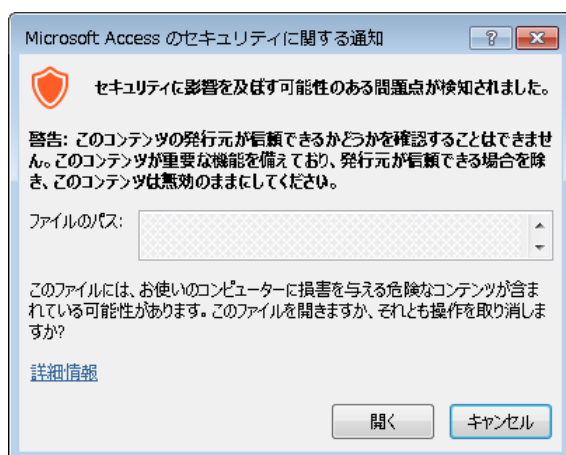 Microsoft Access のセキュリティに関する通知
セキュリティに影響を及ぼす可能性のある問題点が検知されました。
警告: このコンテンツの発行元が信頼できるかどうかを確認することはできませ
ん。このコンテンツが重要な機能を備えており、発行元が信頼できる場合を除
き、このコンテンツは無効のままにしてください。
ファイルのパス:
このファイルには、お使いのコンピューターに損害を与える危険なコンテンツが含ま
れている可能性があります。このファイルを開きますか、それとも操作を取り消しま
すか?
詳細情報
開く
キャンセル